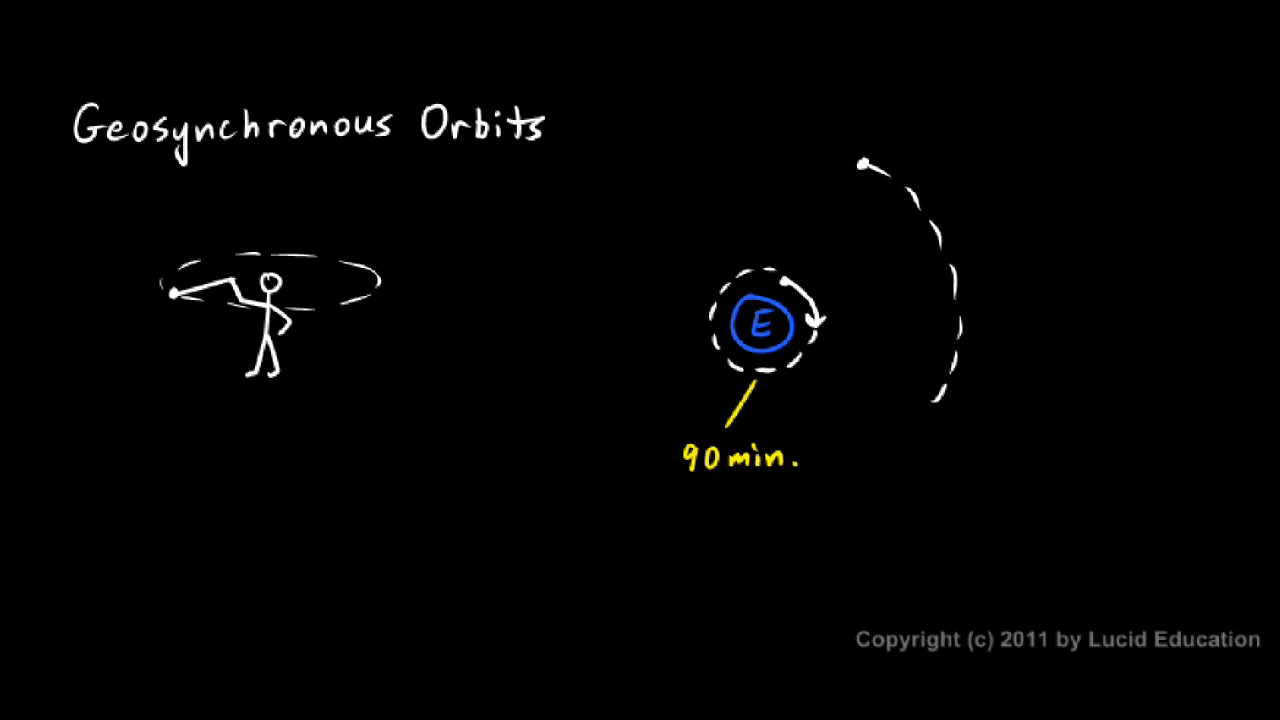 Geosynchronous Orbits
E
90 min.
Copyright (c) 2011 by Lucid Education